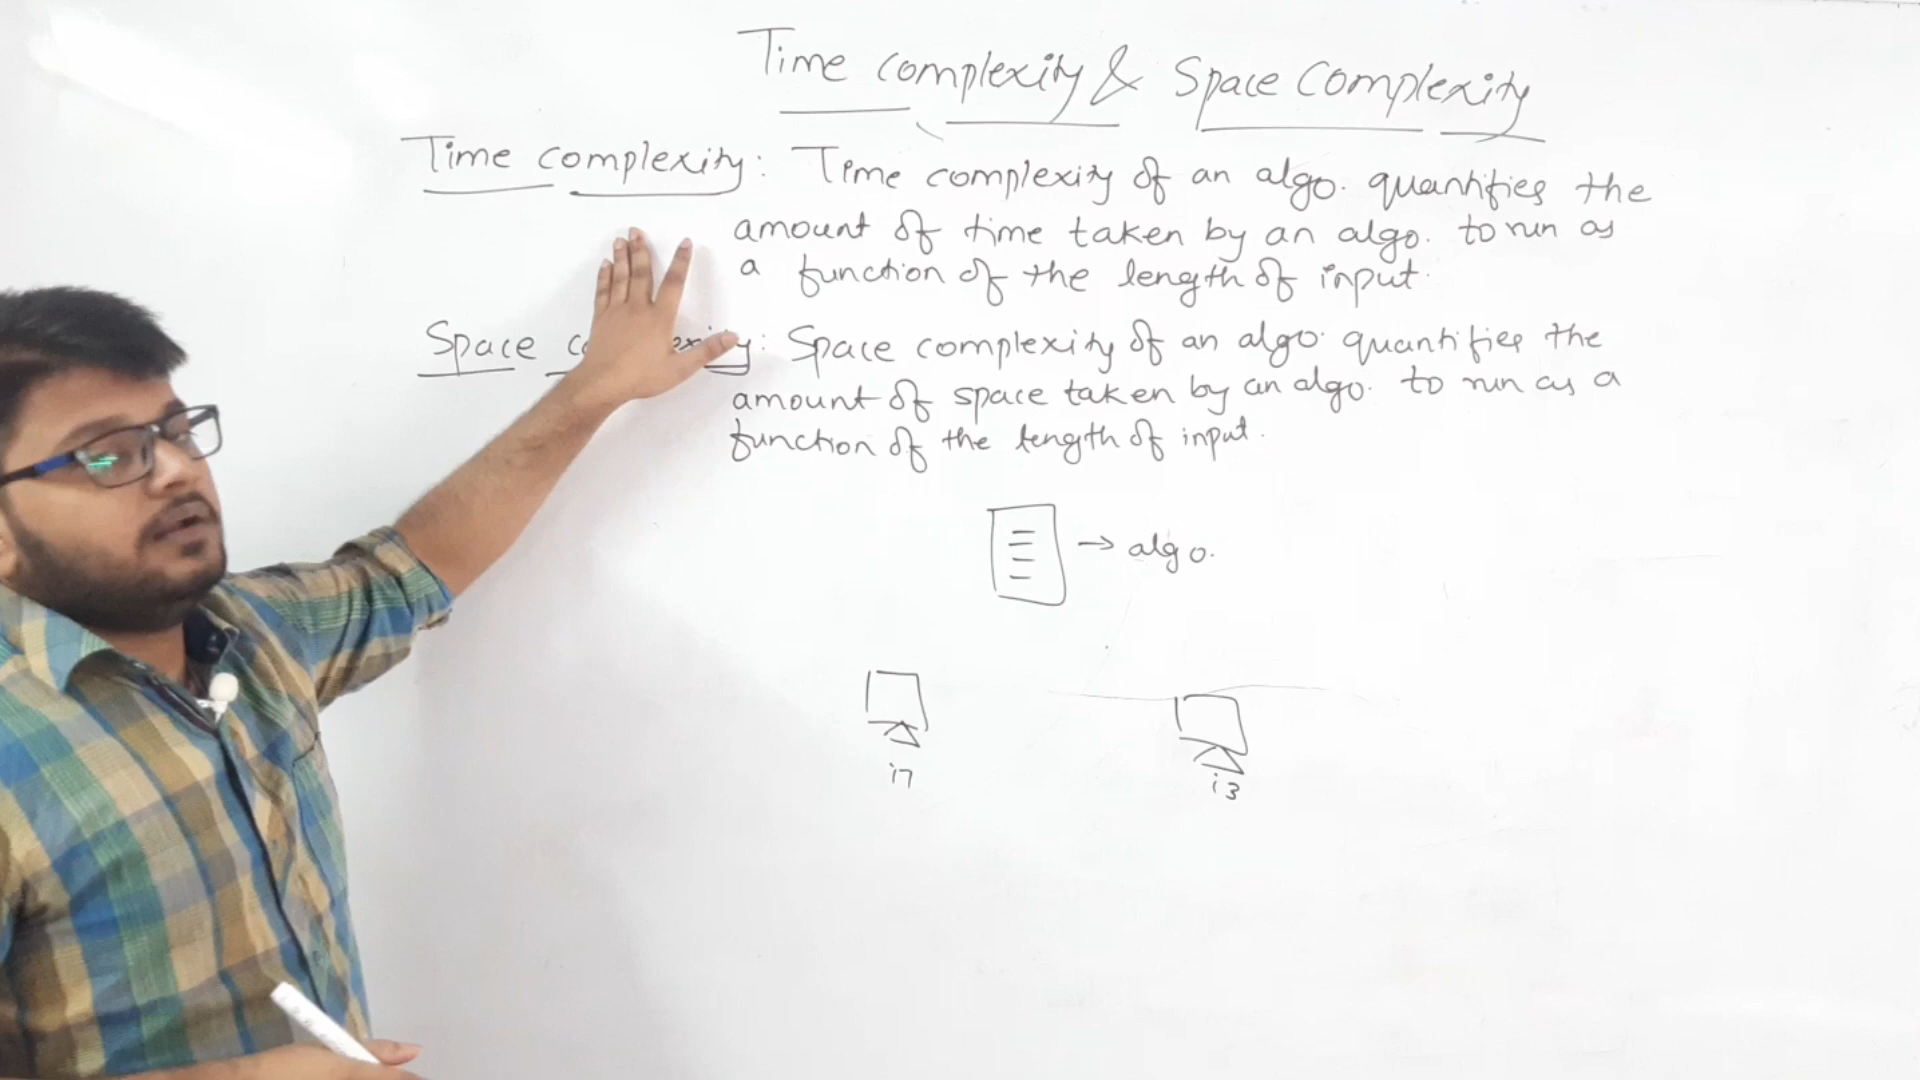 Time complexity & Space Complexity
Time complexity: Time complexity of an algo. quantifies the
amount of time taken by an algo. to run as
a function of the length of input.
Space : Space complexity of an algo. quantifies the
amount of space taken by an algo. to run as a
function of the length of input.
→ algo.
i7
i3